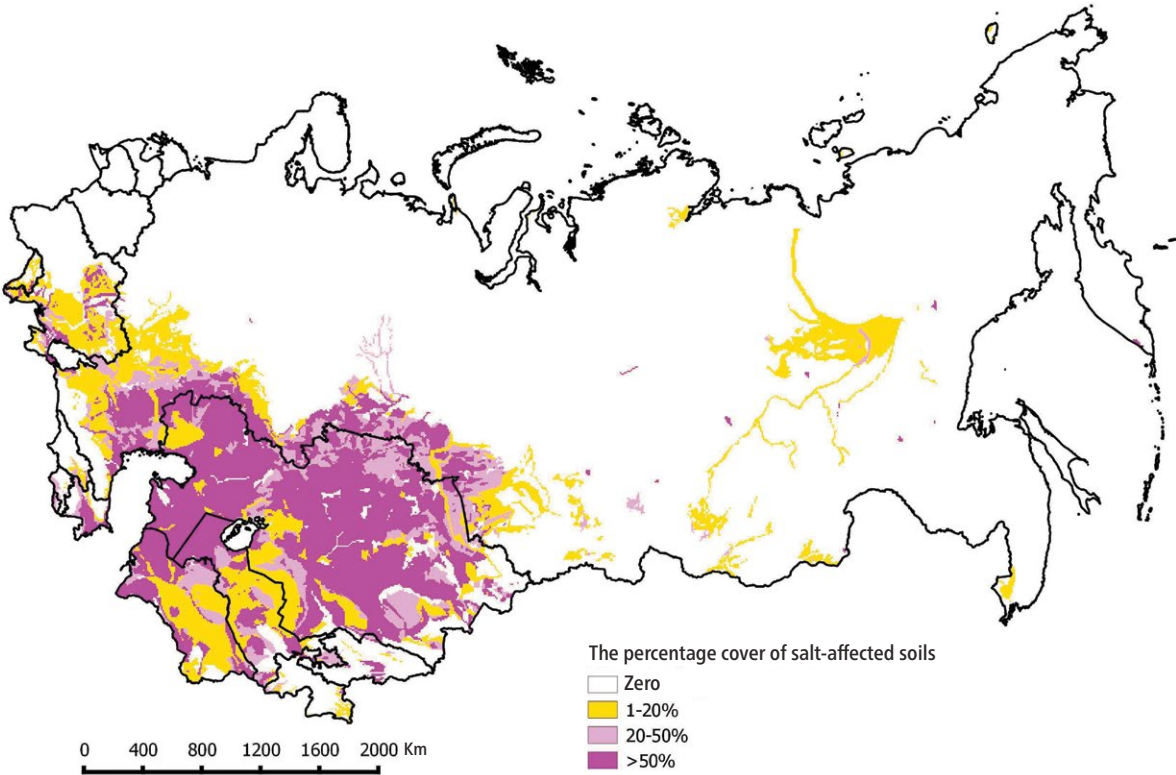 The percentage cover of salt-affected soils
Zero
1-20%
20-50%
>50%
0 400 800 1200 1600 2000 Km